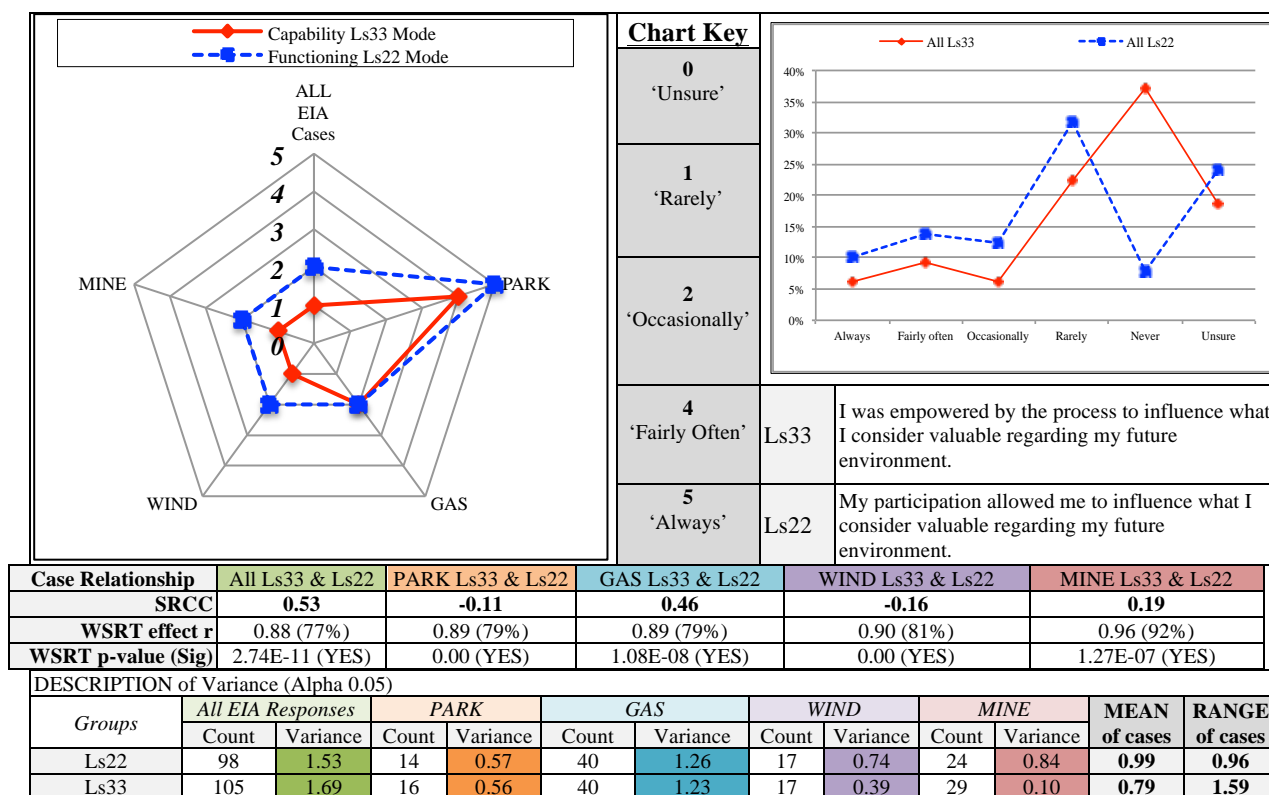 Capability Ls33 Mode
Functioning Ls22 Mode
ALL
EIA
Cases
5
4
3
2
1
0
PARK
GAS
WIND
MINE
Chart Key
0
‘Unsure’
1
‘Rarely’
2
‘Occasionally’
4
‘Fairly Often’
5
‘Always’
All Ls33 All Ls22
40%
35%
30%
25%
20%
15%
10%
5%
0%
Always Fairly often Occasionally Rarely Never Unsure
Ls33
I was empowered by the process to influence what
I consider valuable regarding my future
environment.
Ls22
My participation allowed me to influence what I
consider valuable regarding my future
environment.
Case Relationship All Ls33 & Ls22 PARK Ls33 & Ls22 GAS Ls33 & Ls22 WIND Ls33 & Ls22 MINE Ls33 & Ls22
SRCC 0.53 -0.11 0.46 -0.16 0.19
WSRT effect r 0.88 (77%) 0.89 (79%) 0.89 (79%) 0.90 (81%) 0.96 (92%)
WSRT p-value (Sig) 2.74E-11 (YES) 0.00 (YES) 1.08E-08 (YES) 0.00 (YES) 1.27E-07 (YES)
DESCRIPTION of Variance (Alpha 0.05)
Groups All EIA Responses PARK GAS WIND MINE MEAN of cases RANGE of cases
Count Variance Count Variance Count Variance Count Variance Count Variance
Ls22 98 1.53 14 0.57 40 1.26 17 0.74 24 0.84 0.99 0.96
Ls33 105 1.69 16 0.56 40 1.23 17 0.39 29 0.10 0.79 1.59